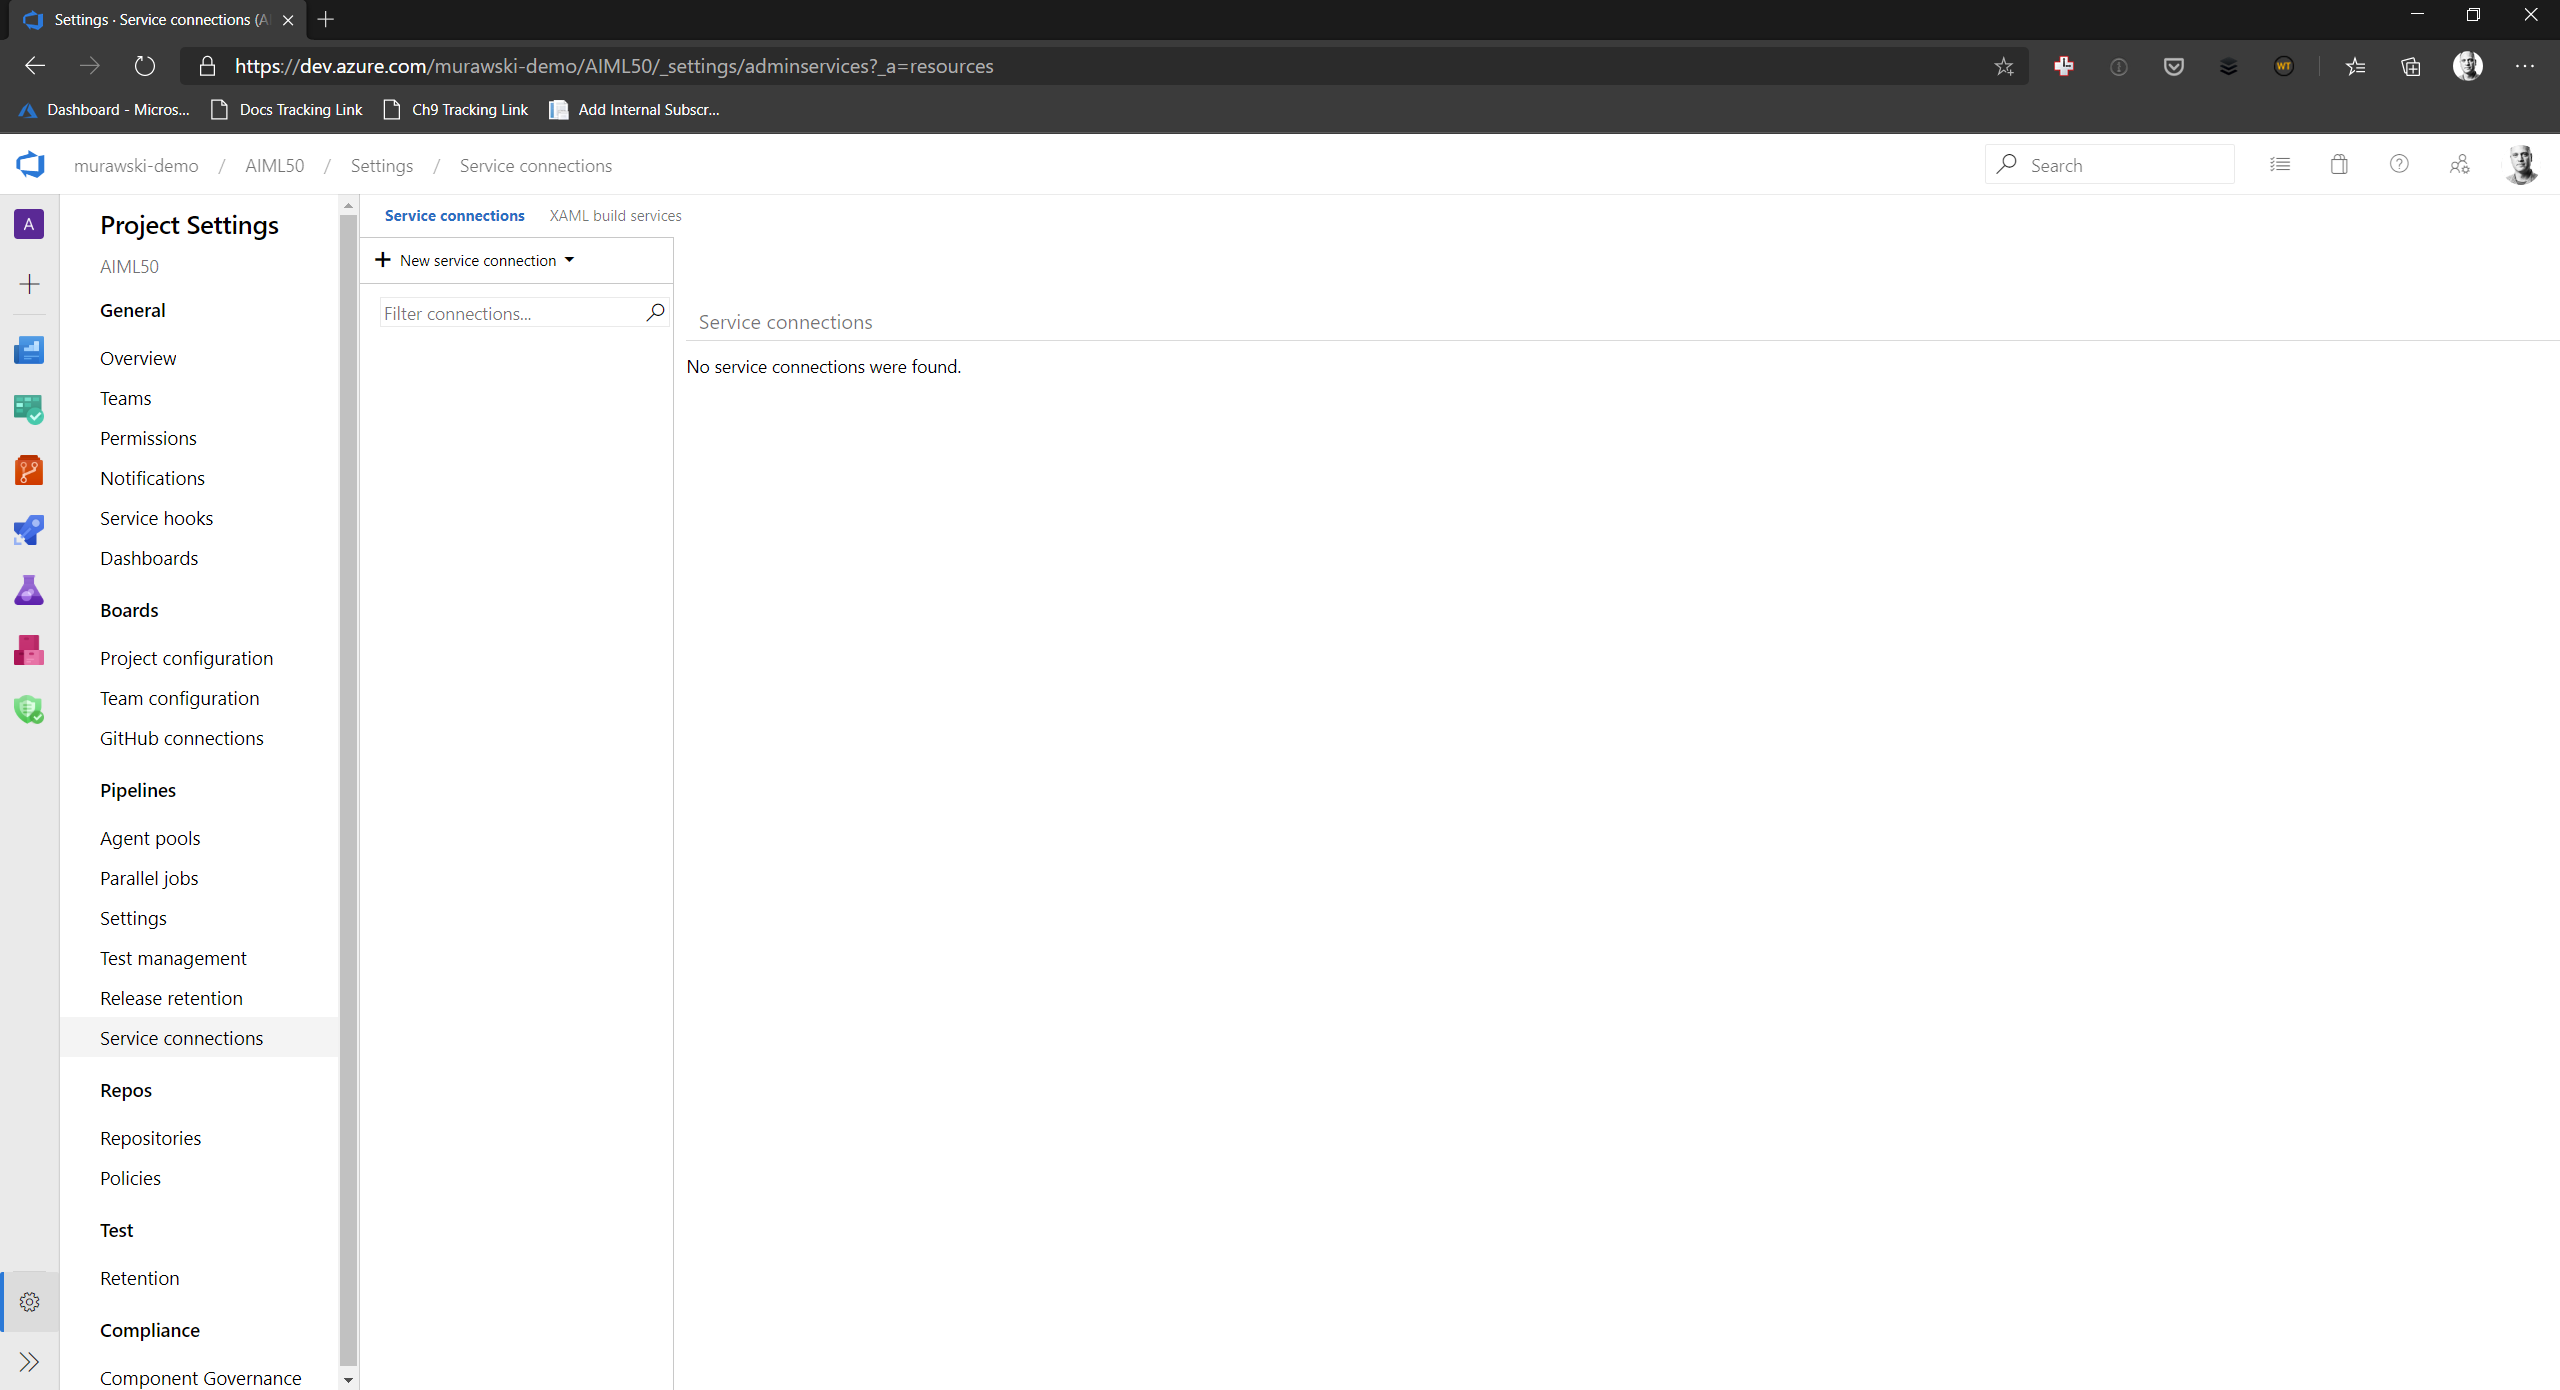 Settings · Service connections (A
https://dev.azure.com/murawski-demo/AIML50/_settings/adminservices?_a=resources
WT
Dashboard - Micros...
Docs Tracking Link
Ch9 Tracking Link
Add Internal Subscr...
murawski-demo / AIML50 / Settings / Service connections
Search
A
Project Settings
AIML50
General
Overview
Teams
Permissions
Notifications
Service hooks
Dashboards
Boards
Project configuration
Team configuration
GitHub connections
Pipelines
Agent pools
Parallel jobs
Settings
Test management
Release retention
Service connections
Repos
Repositories
Policies
Test
Retention
Compliance
Component Governance
Service connections
XAML build services
+ New service connection
Filter connections...
Service connections
No service connections were found.